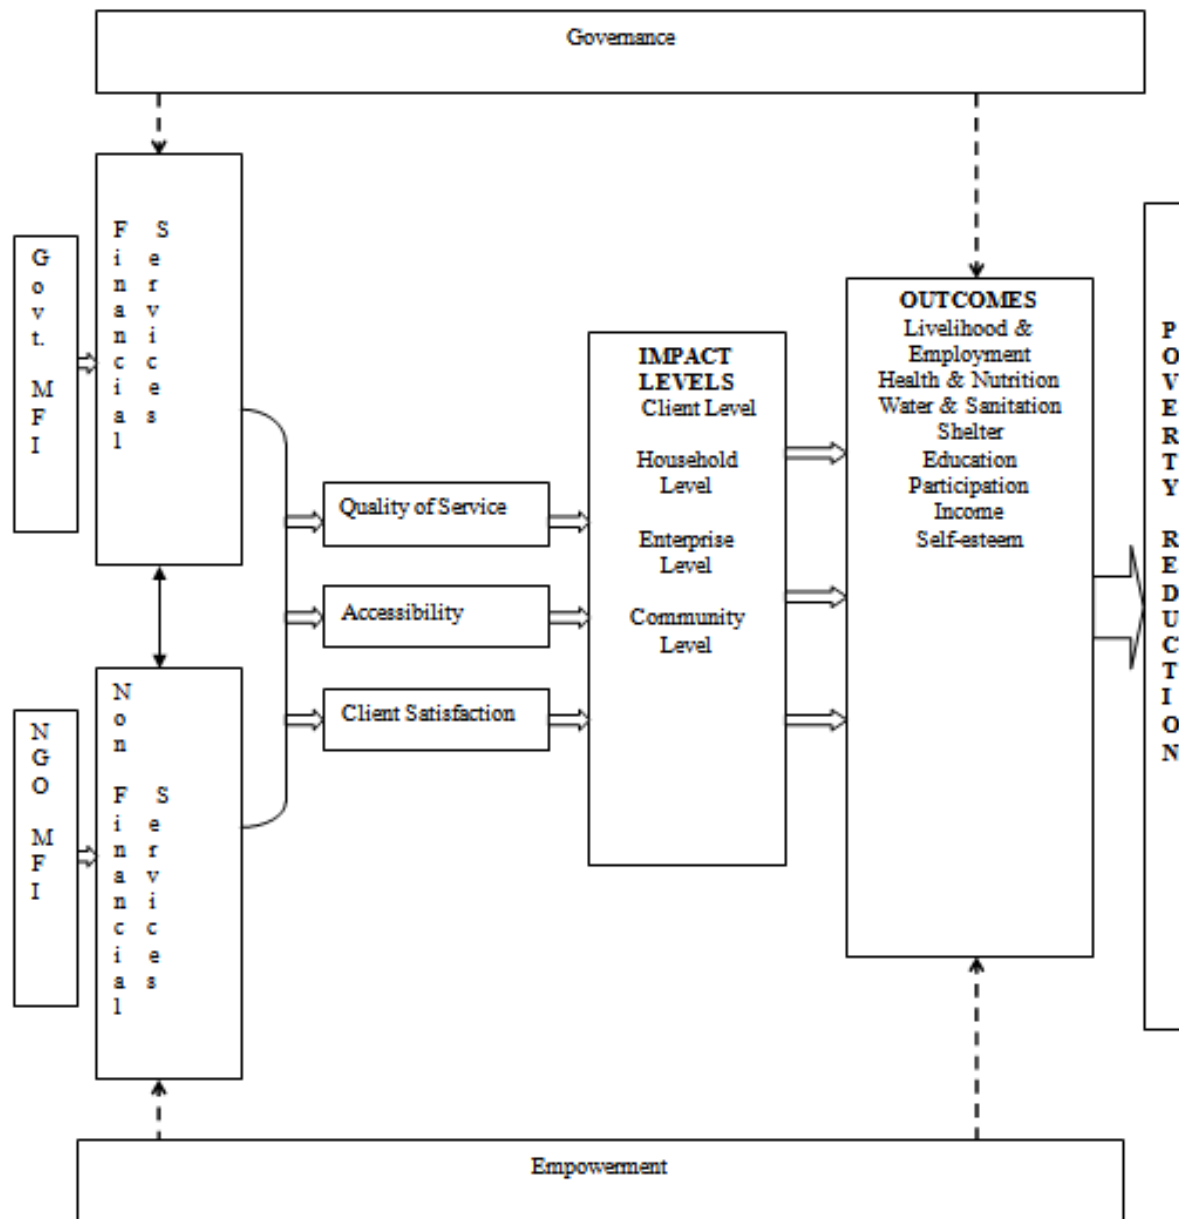 Governance
Financial
Services
Govt. MFI
IMPACT
LEVELS
Client Level
Household
Level
Enterprise
Level
Community
Level
OUTCOMES
Livelihood &
Employment
Health & Nutrition
Water & Sanitation
Shelter
Education
Participation
Income
Self-esteem
POVERTY REDUCTION
Quality of Service
Accessibility
Client Satisfaction
Non Financial
Services
NGO MFI
Empowerment